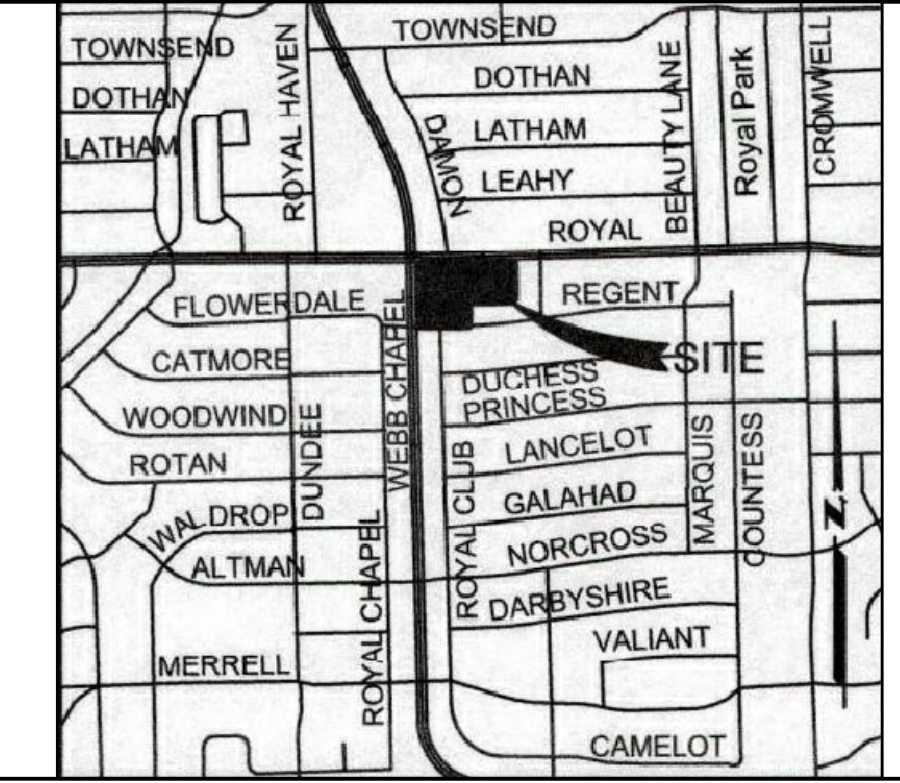 TOWNSEND
TOWNSEND
DOTHAN
DOTHAN
LATHAM
LATHAM
LEAHY
ROYAL
ROYAL HAVEN
DAMON
BEAUTY LANE
Royal Park
CROMWELL
FLOWERDALE
REGENT
CATMORE
SITE
DUCHESS
PRINCESS
WOODWIND
LANCELOT
ROTAN
GALAHAD
WALDROP
NORCROSS
ALTMAN
DARBYSHIRE
VALIANT
MERRELL
CAMELOT
DUNDEE
WEBB CHAPEL
ROYAL CHAPEL
ROYAL CLUB
MARQUIS
COUNTESS
N